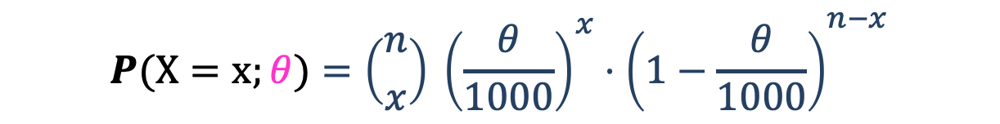 P(X = x; θ) = (n x) (θ/1000)^x · (1 − θ/1000)^(n−x)